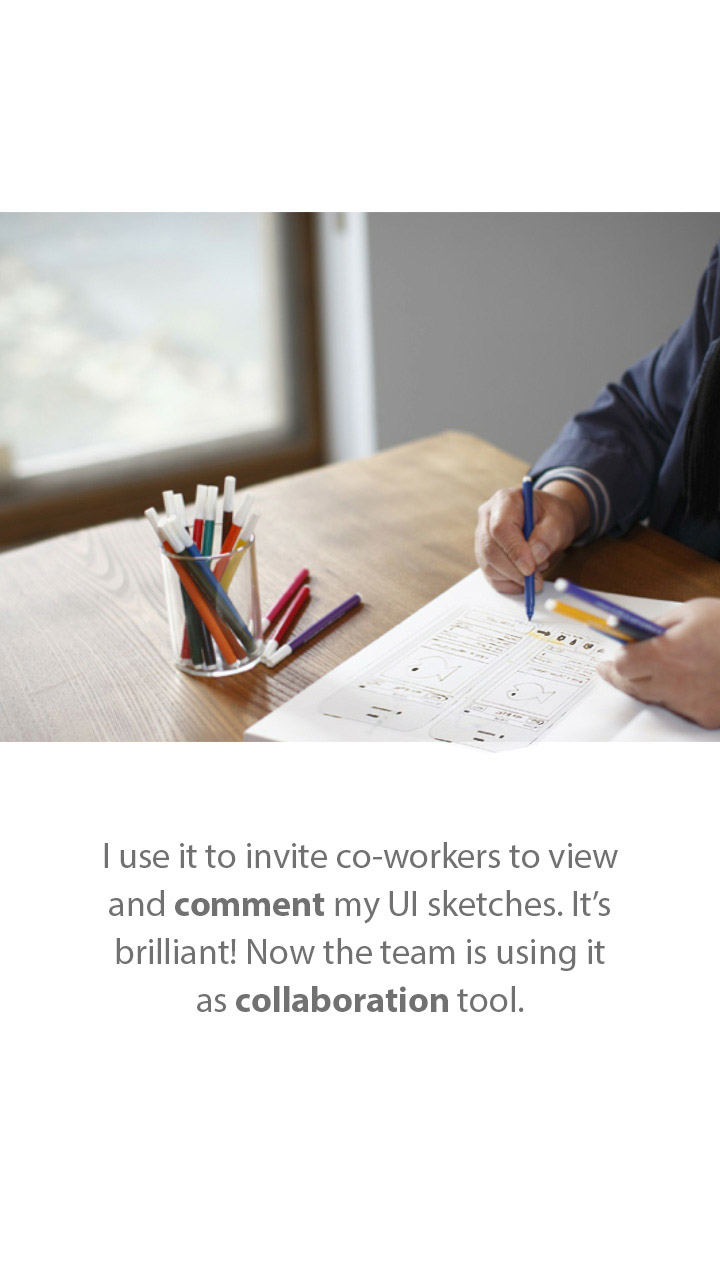 I use it to invite co-workers to view
and comment my UI sketches. It’s
brilliant! Now the team is using it
as collaboration tool.